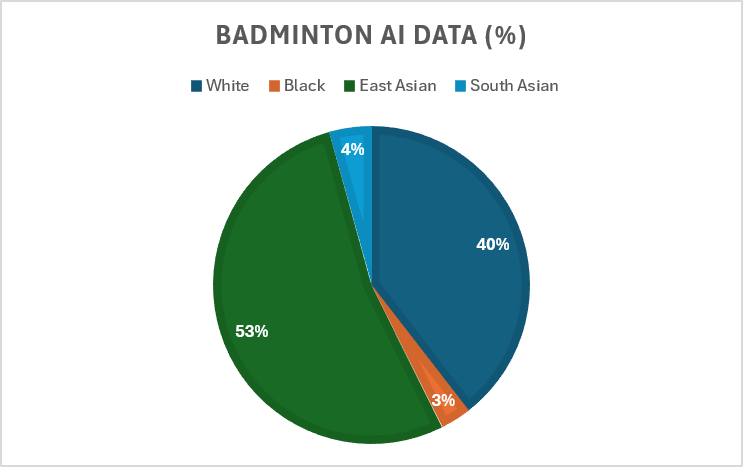 BADMINTON AI DATA (%)
White Black East Asian South Asian
4%
40%
53%
3%